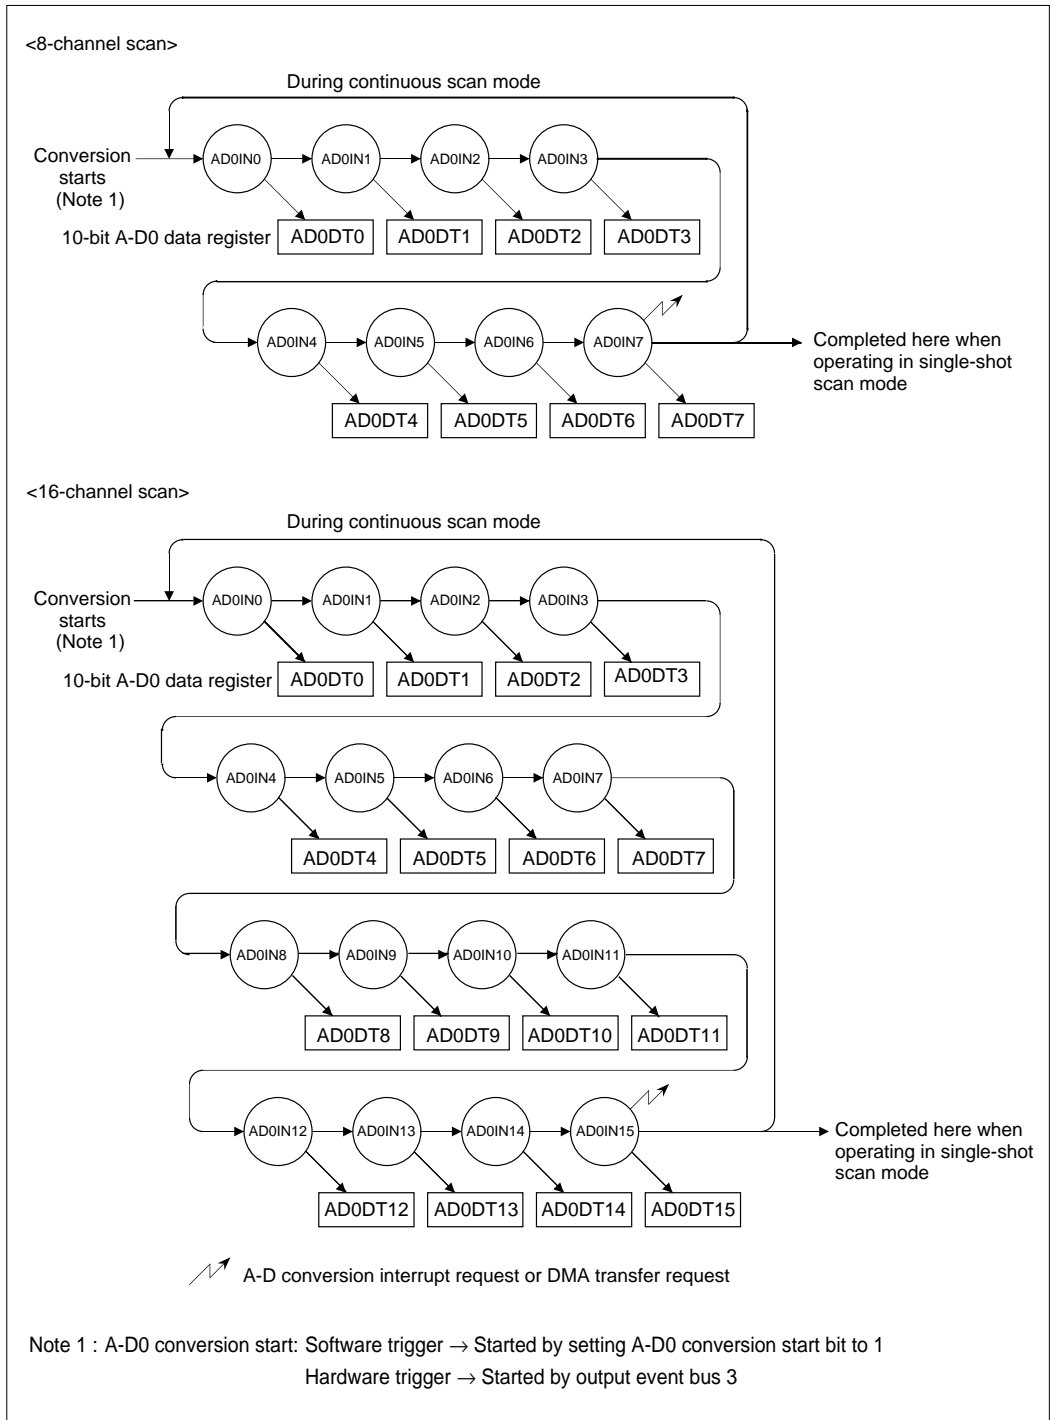 <8-channel scan>
During continuous scan mode
Conversion
starts
(Note 1)
AD0IN0 AD0IN1 AD0IN2 AD0IN3
10-bit A-D0 data register AD0DT0 AD0DT1 AD0DT2 AD0DT3
AD0IN4 AD0IN5 AD0IN6 AD0IN7
Completed here when
operating in single-shot
scan mode
AD0DT4 AD0DT5 AD0DT6 AD0DT7
<16-channel scan>
During continuous scan mode
Conversion
starts
(Note 1)
AD0IN0 AD0IN1 AD0IN2 AD0IN3
10-bit A-D0 data register AD0DT0 AD0DT1 AD0DT2 AD0DT3
AD0IN4 AD0IN5 AD0IN6 AD0IN7
AD0DT4 AD0DT5 AD0DT6 AD0DT7
AD0IN8 AD0IN9 AD0IN10 AD0IN11
AD0DT8 AD0DT9 AD0DT10 AD0DT11
AD0IN12 AD0IN13 AD0IN14 AD0IN15
Completed here when
operating in single-shot
scan mode
AD0DT12 AD0DT13 AD0DT14 AD0DT15
A-D conversion interrupt request or DMA transfer request
Note 1 : A-D0 conversion start: Software trigger → Started by setting A-D0 conversion start bit to 1
Hardware trigger → Started by output event bus 3